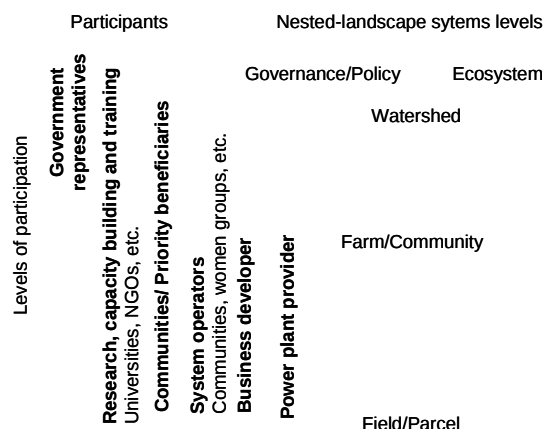 Participants
Nested-landscape sytems levels
Governance/Policy
Ecosystem
Watershed
Farm/Community
Field/Parcel
Levels of participation
Government
representatives
Research, capacity building and training
Universities, NGOs, etc.
Communities/ Priority beneficiaries
System operators
Communities, women groups, etc.
Business developer
Power plant provider